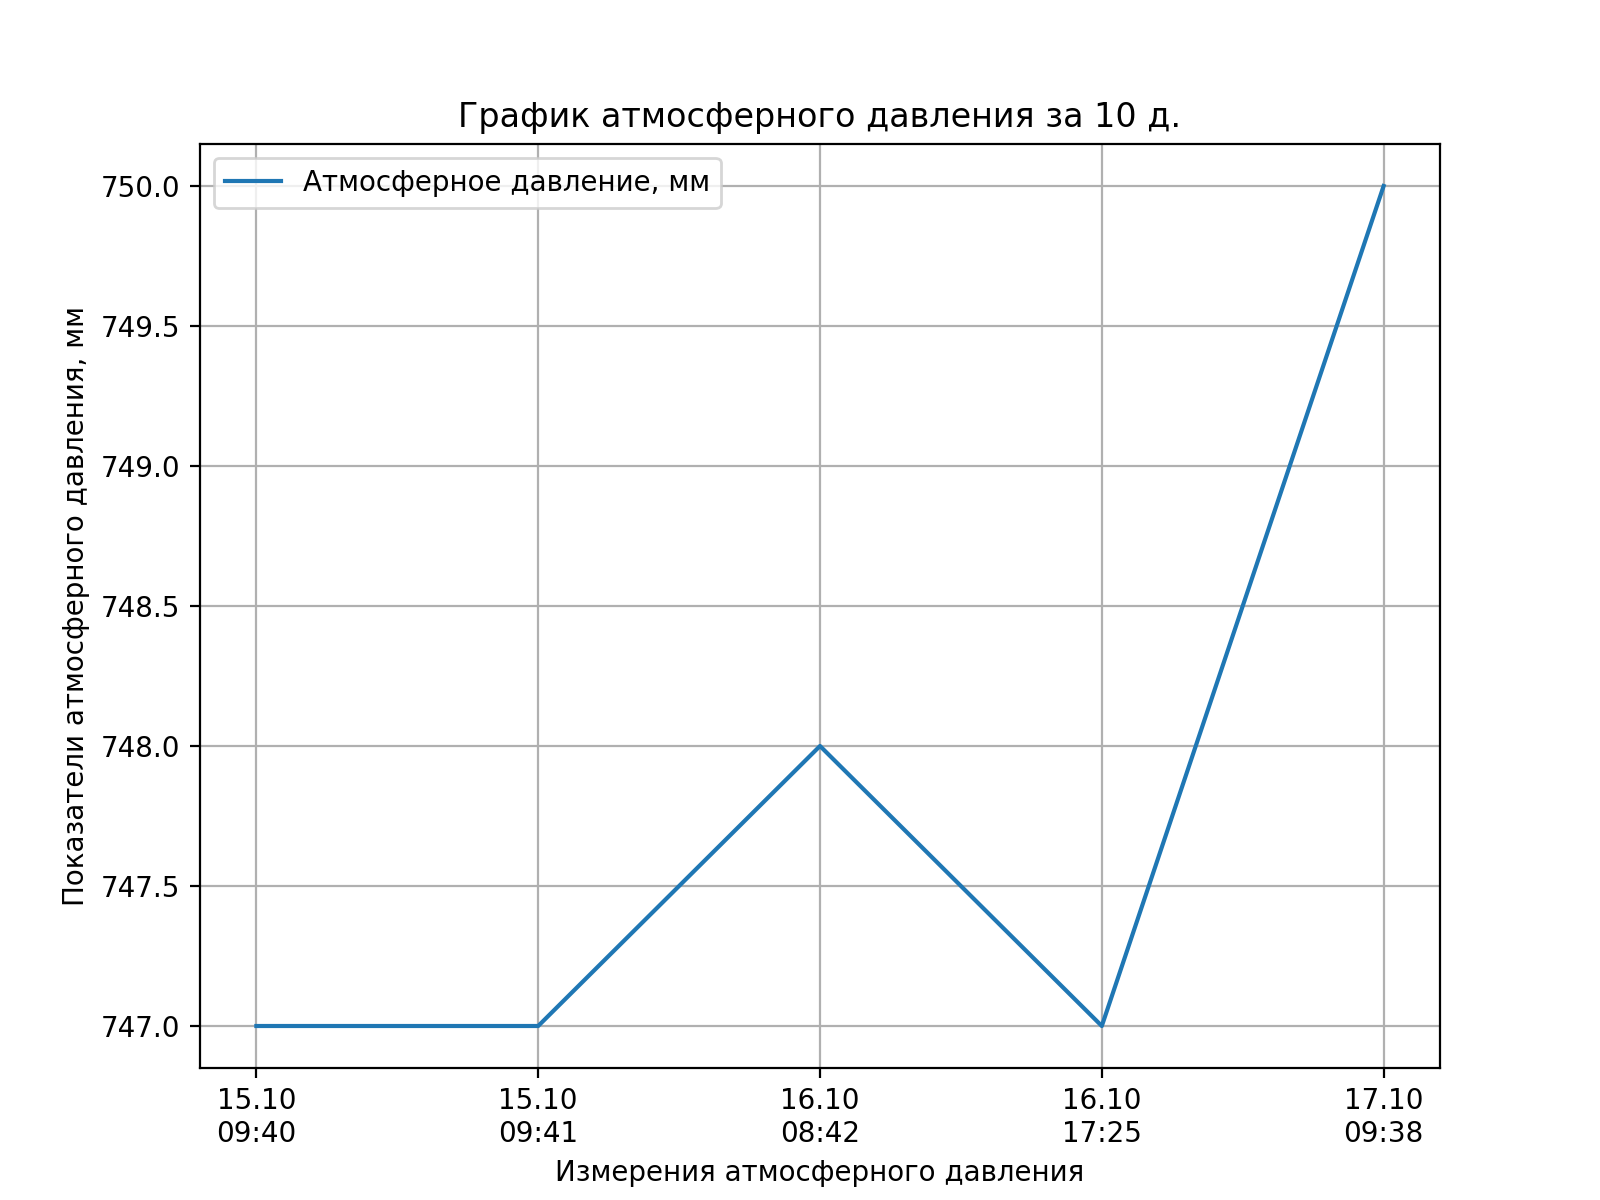 График атмосферного давления за 10 д.
Атмосферное давление, мм
Показатели атмосферного давления, мм
750.0
749.5
749.0
748.5
748.0
747.5
747.0
15.10 15.10 16.10 16.10 17.10
09:40 09:41 08:42 17:25 09:38
Измерения атмосферного давления